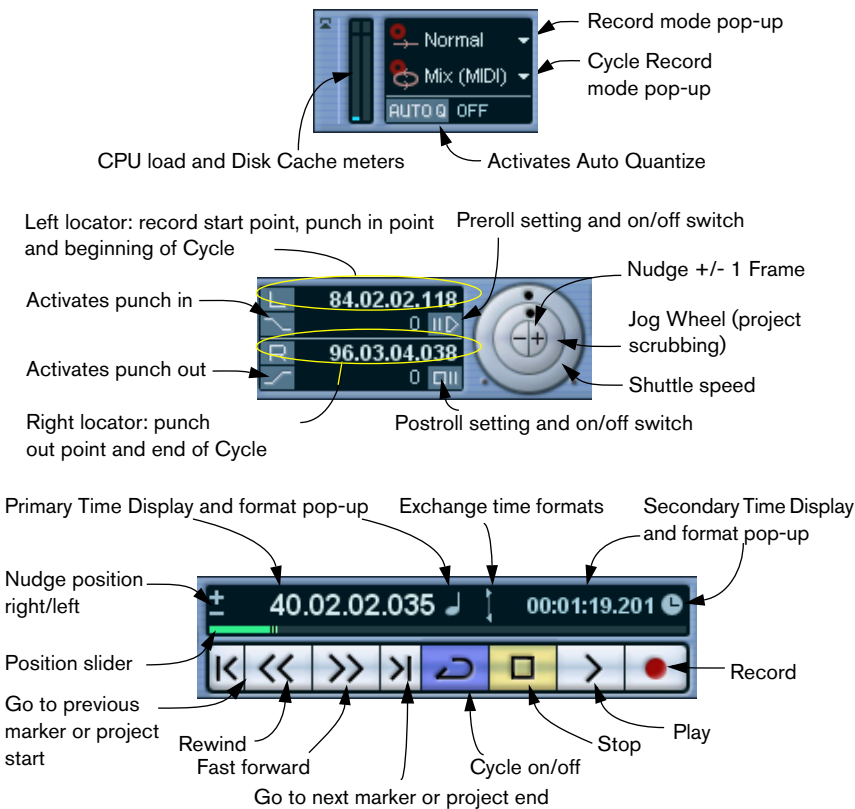 Record mode pop-up
Normal
Cycle Record
mode pop-up
Mix (MIDI)
AUTO Q OFF
CPU load and Disk Cache meters
Activates Auto Quantize
Left locator: record start point, punch in point
and beginning of Cycle
Preroll setting and on/off switch
Nudge +/- 1 Frame
L 84.02.02.118
Activates punch in
0
Jog Wheel (project
scrubbing)
R 96.03.04.038
Activates punch out
0
Shuttle speed
Right locator: punch
out point and end of Cycle
Postroll setting and on/off switch
Primary Time Display and format pop-up
Exchange time formats
Secondary Time Display
and format pop-up
Nudge position
right/left
40.02.02.035
00:01:19.201
Position slider
Record
Go to previous
marker or project
start
Rewind
Fast forward
Cycle on/off
Stop
Play
Go to next marker or project end